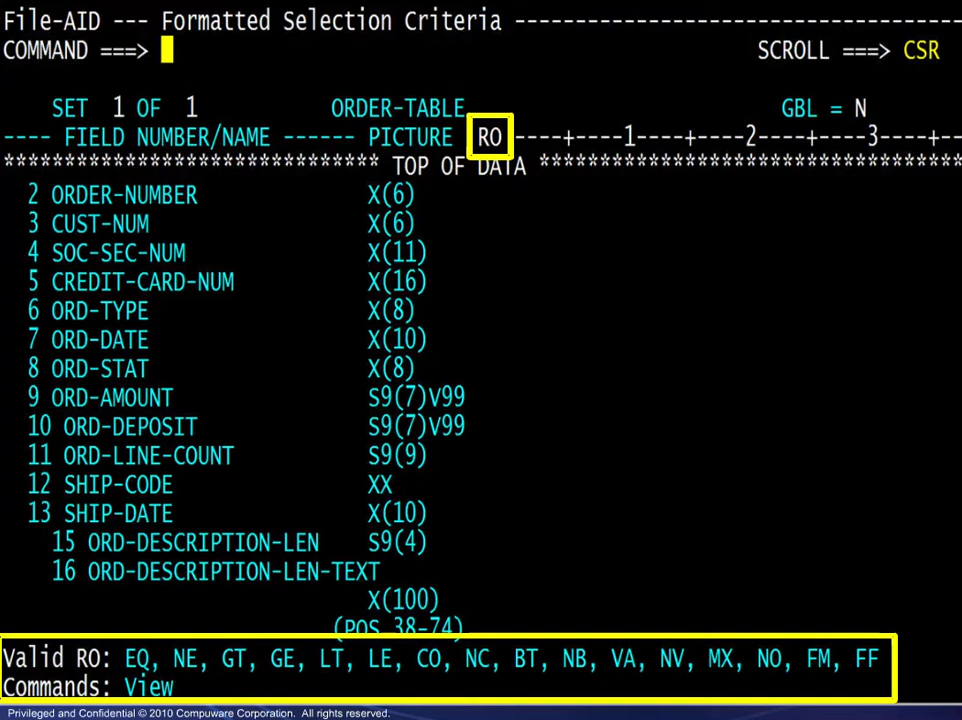 File-AID --- Formatted Selection Criteria -------------------------------------
COMMAND ===> SCROLL ===> CSR
SET 1 OF 1 ORDER-TABLE GBL = N
---- FIELD NUMBER/NAME ------ PICTURE RO ----+----1----+----2----+----3----+--
******************************* TOP OF DATA ***********************************
2 ORDER-NUMBER X(6)
3 CUST-NUM X(6)
4 SOC-SEC-NUM X(11)
5 CREDIT-CARD-NUM X(16)
6 ORD-TYPE X(8)
7 ORD-DATE X(10)
8 ORD-STAT X(8)
9 ORD-AMOUNT S9(7)V99
10 ORD-DEPOSIT S9(7)V99
11 ORD-LINE-COUNT S9(9)
12 SHIP-CODE XX
13 SHIP-DATE X(10)
15 ORD-DESCRIPTION-LEN S9(4)
16 ORD-DESCRIPTION-LEN-TEXT
X(100)
(POS 38-74)
Valid RO: EQ, NE, GT, GE, LT, LE, CO, NC, BT, NB, VA, NV, MX, NO, FM, FF
Commands: View
Privileged and Confidential © 2010 Compuware Corporation. All rights reserved.